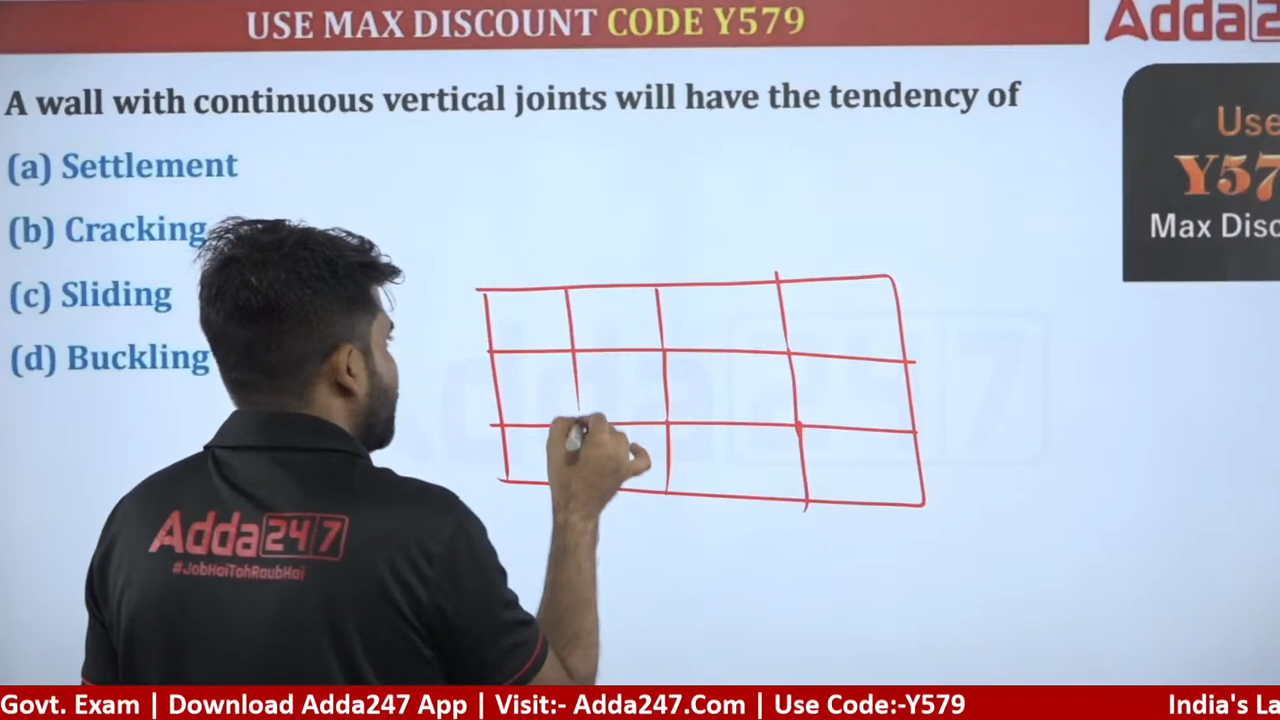 USE MAX DISCOUNT CODE Y579
Adda2
A wall with continuous vertical joints will have the tendency of
(a) Settlement
(b) Cracking
(c) Sliding
(d) Buckling
Use
Y57
Max Disc
Adda247
Adda247
#JobHaiTohRoubHai
Govt. Exam | Download Adda247 App | Visit:- Adda247.Com | Use Code:-Y579
India's La